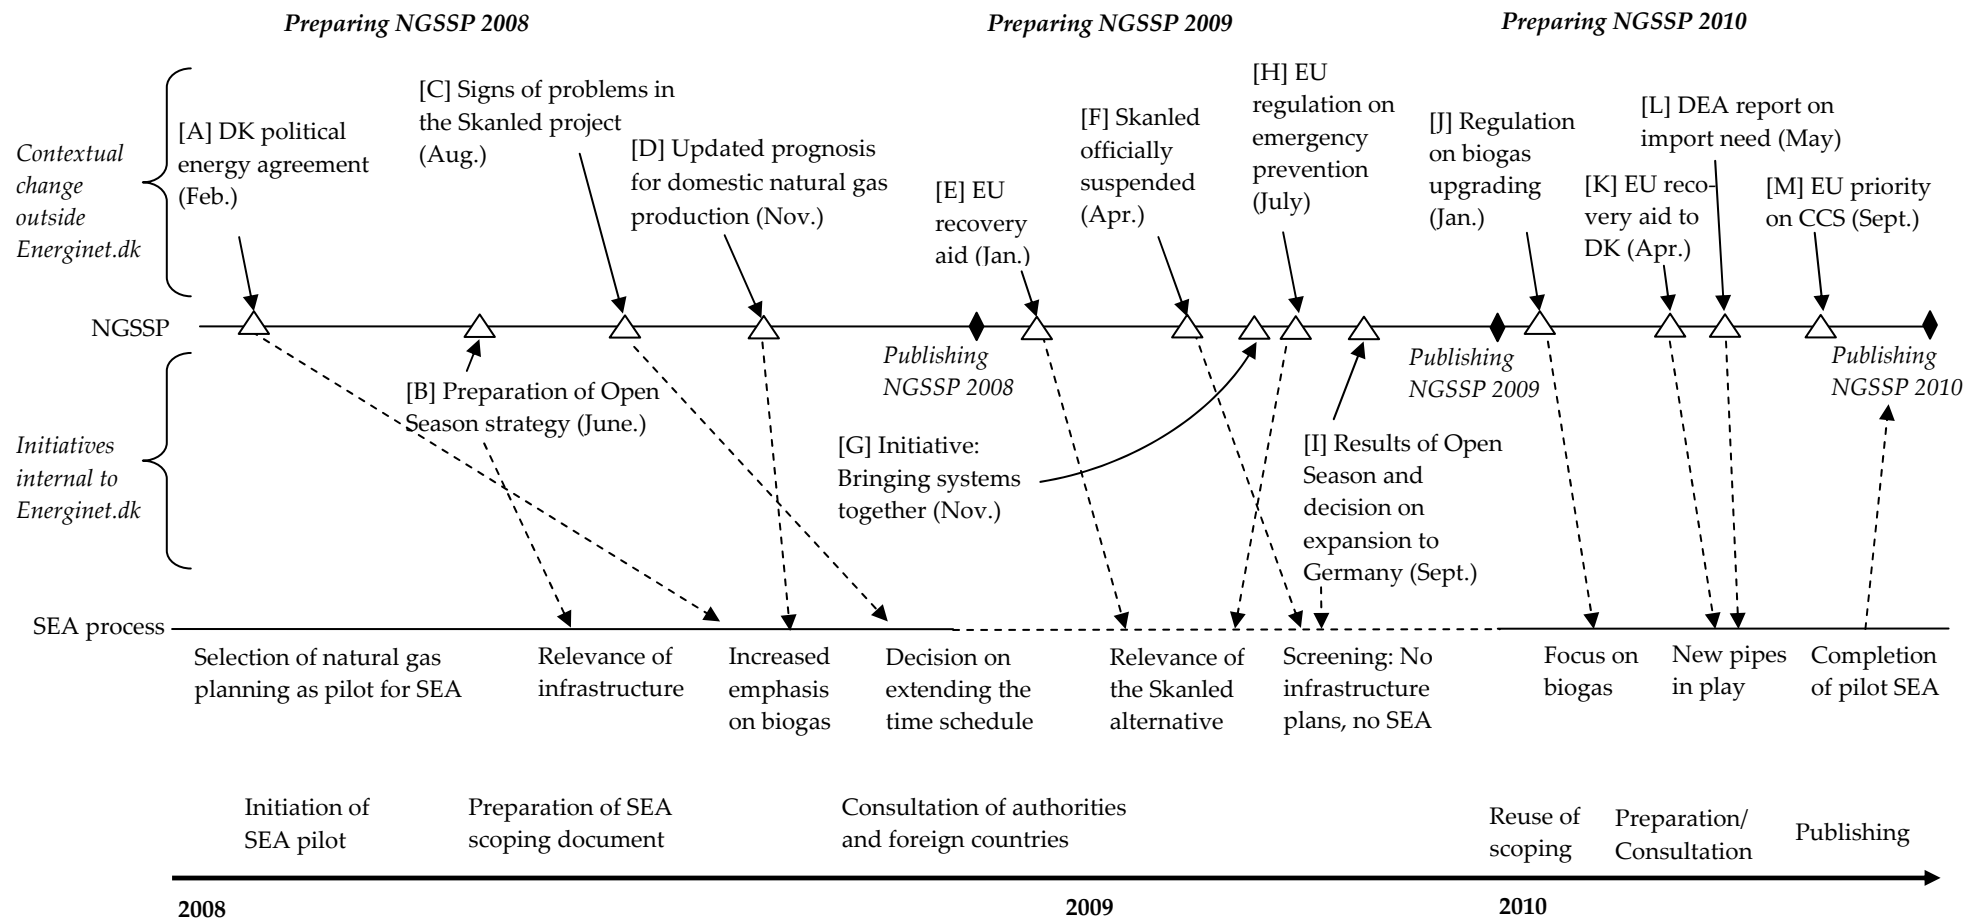 Preparing NGSSP 2008
Preparing NGSSP 2009
Preparing NGSSP 2010
Contextual
change
outside
Energinet.dk
[A] DK political
energy agreement
(Feb.)
[C] Signs of problems in
the Skanled project
(Aug.)
[D] Updated prognosis
for domestic natural gas
production (Nov.)
[E] EU
recovery
aid (Jan.)
[F] Skanled
officially
suspended
(Apr.)
[H] EU
regulation on
emergency
prevention
(July)
[J] Regulation
on biogas
upgrading
(Jan.)
[K] EU reco-
very aid to
DK (Apr.)
[L] DEA report on
import need (May)
[M] EU priority
on CCS (Sept.)
NGSSP
Publishing
NGSSP 2008
Publishing
NGSSP 2009
Publishing
NGSSP 2010
Initiatives
internal to
Energinet.dk
[B] Preparation of Open
Season strategy (June.)
[G] Initiative:
Bringing systems
together (Nov.)
[I] Results of Open
Season and
decision on
expansion to
Germany (Sept.)
SEA process
Selection of natural gas
planning as pilot for SEA
Relevance of
infrastructure
Increased
emphasis
on biogas
Decision on
extending the
time schedule
Relevance of
the Skanled
alternative
Screening: No
infrastructure
plans, no SEA
Focus on
biogas
New pipes
in play
Completion
of pilot SEA
Initiation of
SEA pilot
Preparation of SEA
scoping document
Consultation of authorities
and foreign countries
Reuse of
scoping
Preparation/
Consultation
Publishing
2008
2009
2010